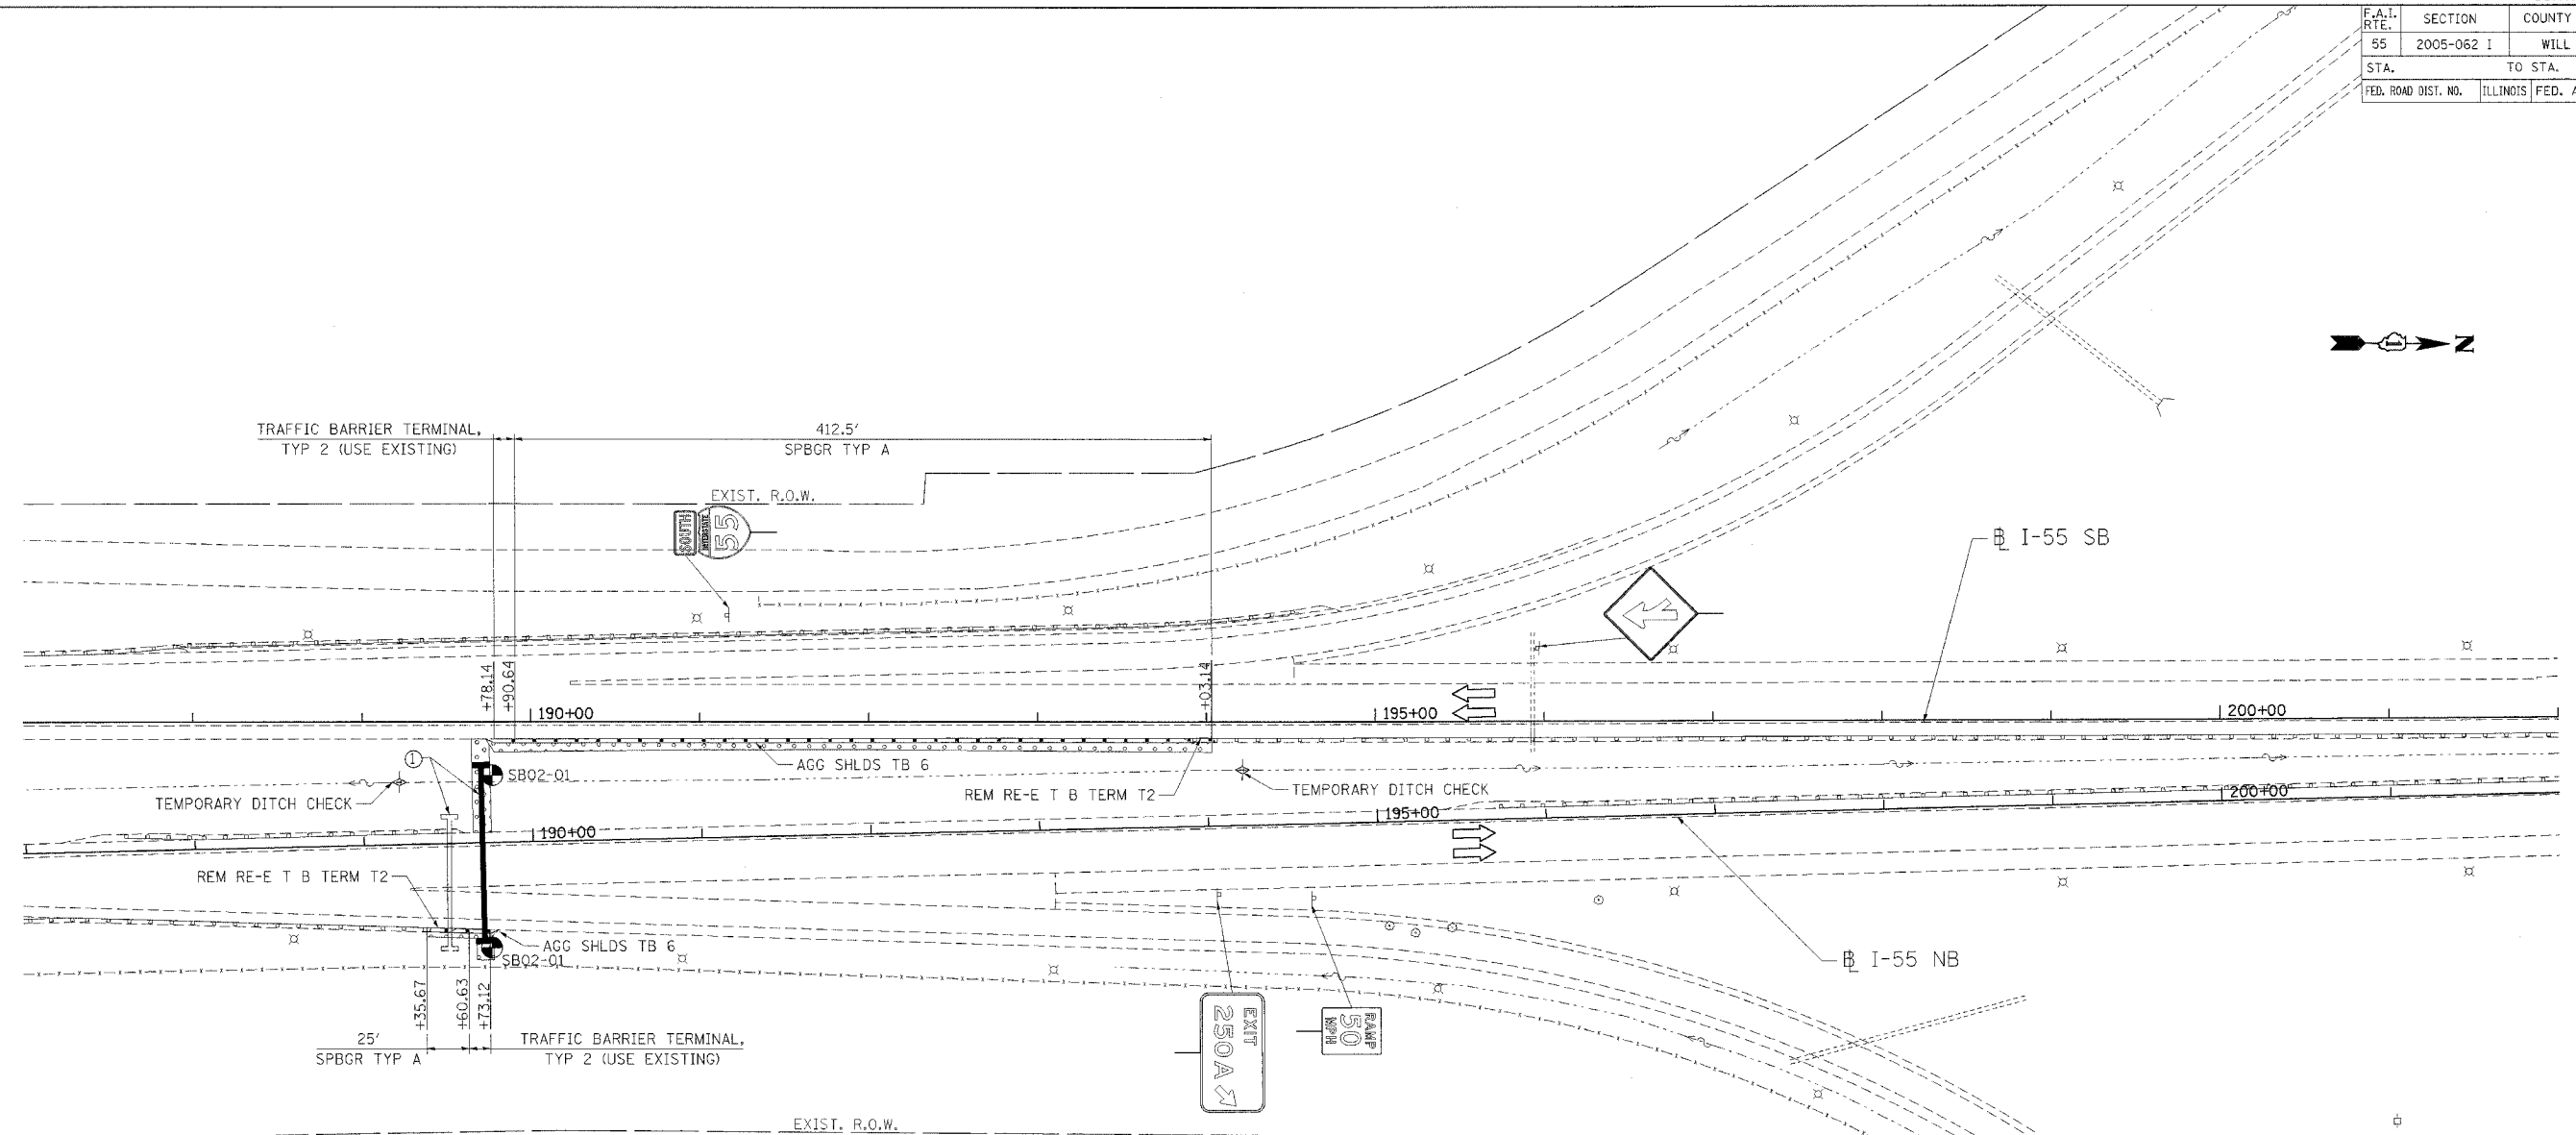 F.A.I. RTE. SECTION COUNTY
55 2005-062 I WILL
STA. TO STA.
FED. ROAD DIST. NO. ILLINOIS FED. A
N
TRAFFIC BARRIER TERMINAL,
TYP 2 (USE EXISTING)
412.5'
SPBGR TYP A
EXIST. R.O.W.
SOUTH
INTERSTATE
55
I-55 SB
+78.14
+90.64
+03.14
190+00
195+00
200+00
1
SB02-01
AGG SHLDS TB 6
TEMPORARY DITCH CHECK
REM RE-E T B TERM T2
TEMPORARY DITCH CHECK
190+00
195+00
200+00
REM RE-E T B TERM T2
AGG SHLDS TB 6
SB02-01
I-55 NB
+35.67
+60.63
+73.12
EXIT
250A
RAMP
50
MPH
25'
SPBGR TYP A
TRAFFIC BARRIER TERMINAL,
TYP 2 (USE EXISTING)
EXIST. R.O.W.